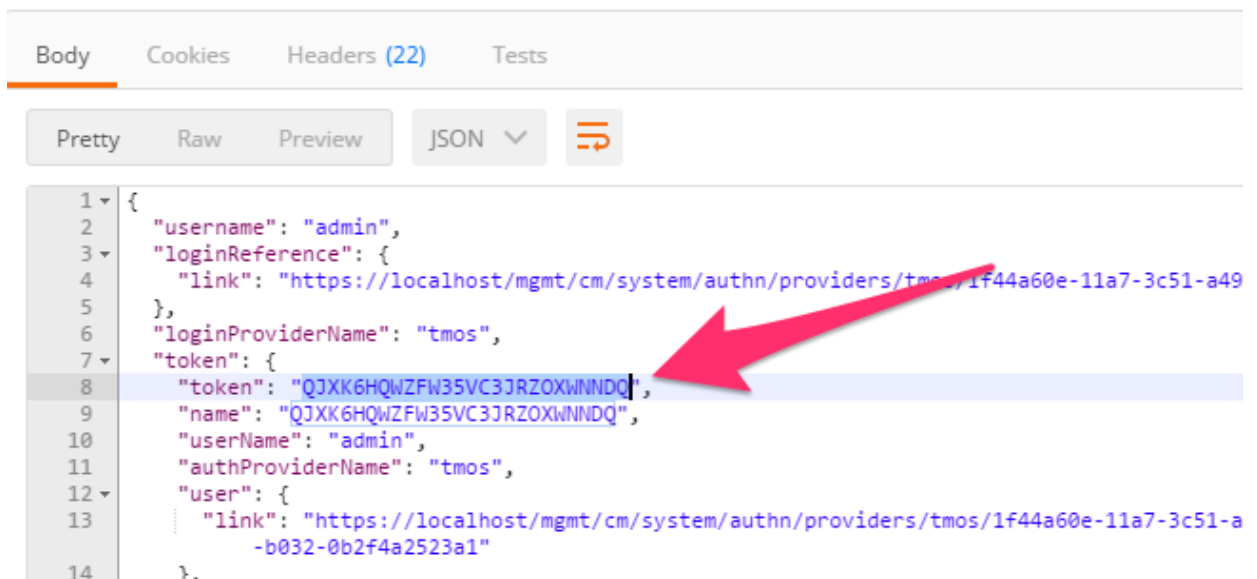 Body Cookies Headers (22) Tests
Pretty Raw Preview JSON
1 {
2 "username": "admin",
3 "loginReference": {
4 "link": "https://localhost/mgmt/cm/system/authn/providers/tmos/1f44a60e-11a7-3c51-a49
5 },
6 "loginProviderName": "tmos",
7 "token": {
8 "token": "QJXK6HQWZFW35VC3JRZOXWNNDQ",
9 "name": "QJXK6HQWZFW35VC3JRZOXWNNDQ",
10 "userName": "admin",
11 "authProviderName": "tmos",
12 "user": {
13 "link": "https://localhost/mgmt/cm/system/authn/providers/tmos/1f44a60e-11a7-3c51-a
-b032-0b2f4a2523a1"
14 },